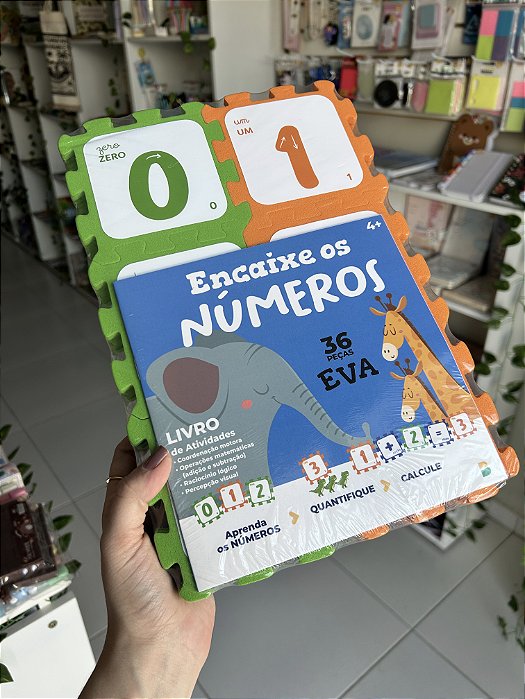 zero
ZERO
0
0
um
UM
1
1
4+
Encaixe os
NÚMEROS
36
PEÇAS
EVA
LIVRO
de Atividades
• Coordenação motora
• Operações matemáticas
(adição e subtração)
• Raciocínio lógico
• Percepção visual
0 1 2
3
1 + 2 = 3
Aprenda
os NÚMEROS
QUANTIFIQUE
CALCULE